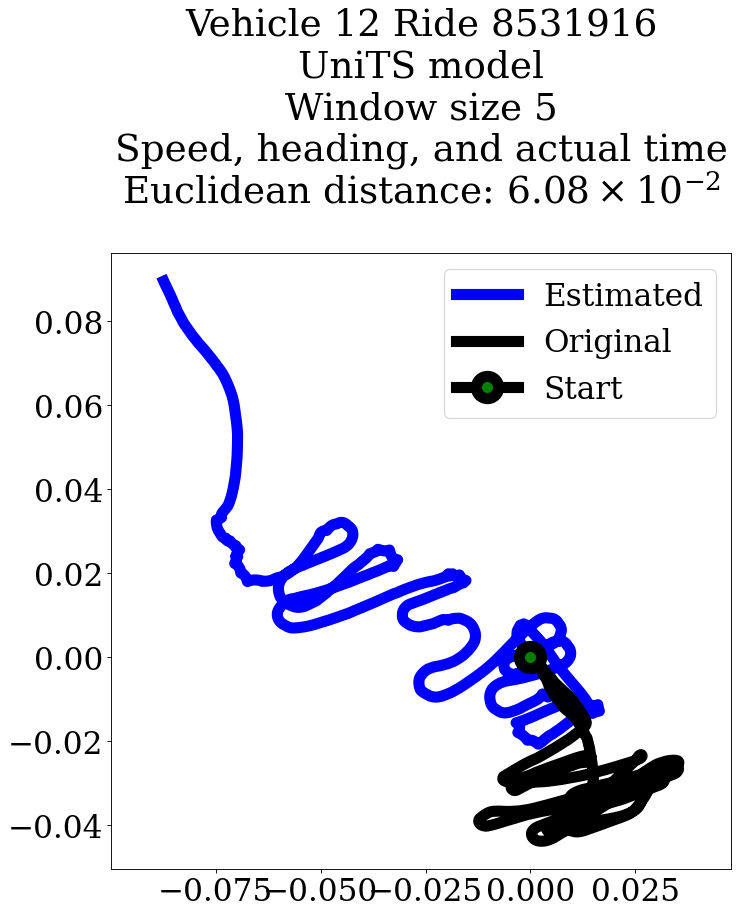 Vehicle 12 Ride 8531916
UniTS model
Window size 5
Speed, heading, and actual time
Euclidean distance: 6.08 × 10⁻²
Estimated
Original
Start
0.08
0.06
0.04
0.02
0.00
−0.02
−0.04
−0.075
−0.050
−0.025
0.000
0.025